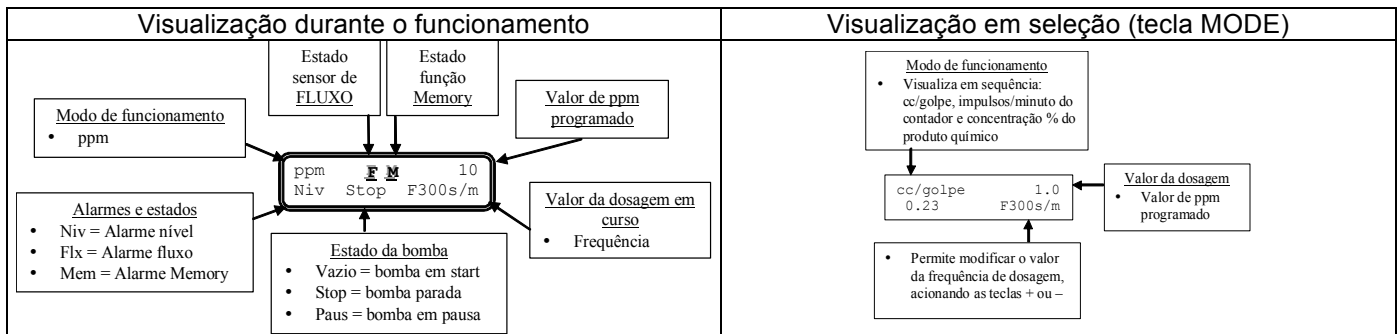 Visualização durante o funcionamento
Estado
sensor de
FLUXO
Estado
função
Memory
Modo de funcionamento
• ppm
Valor de ppm
programado
ppm F M 10
Niv Stop F300s/m
Alarmes e estados
• Niv = Alarme nível
• Flx = Alarme fluxo
• Mem = Alarme Memory
Estado da bomba
• Vazio = bomba em start
• Stop = bomba parada
• Paus = bomba em pausa
Valor da dosagem em
curso
• Frequência
Visualização em seleção (tecla MODE)
Modo de funcionamento
• Visualiza em sequência:
cc/golpe, impulsos/minuto do
contador e concentração % do
produto químico
cc/golpe 1.0
0.23 F300s/m
Valor da dosagem
• Valor de ppm
programado
• Permite modificar o valor
da frequência de dosagem,
acionando as teclas + ou –